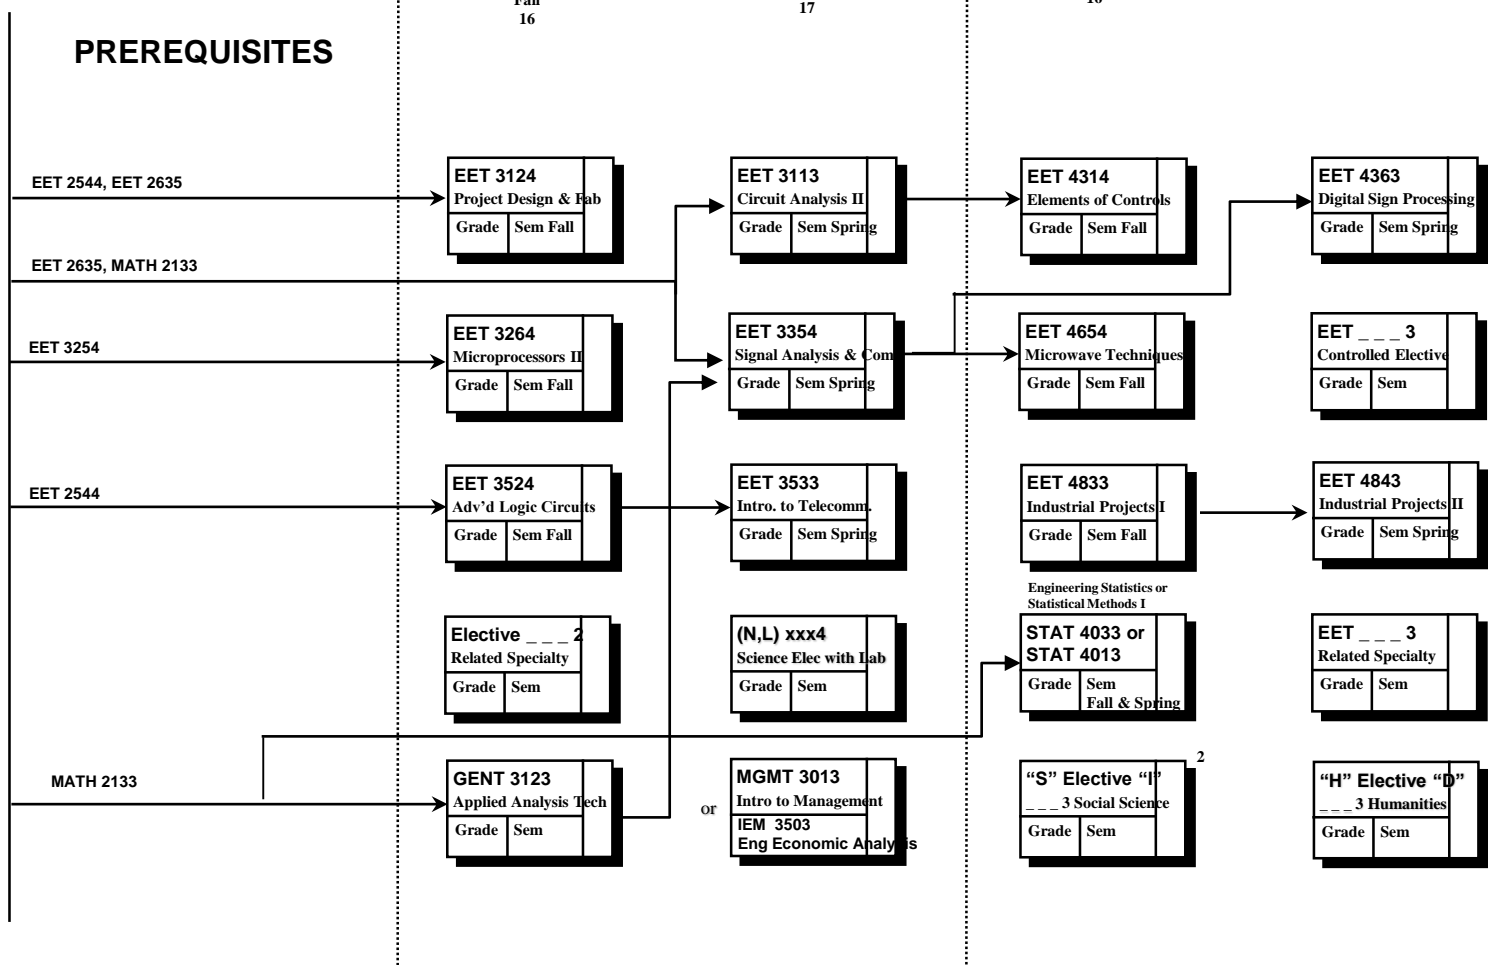 Fall
16
17
PREREQUISITES
EET 2544, EET 2635
EET 3124
Project Design & Fab
Grade Sem Fall
EET 3113
Circuit Analysis II
Grade Sem Spring
EET 4314
Elements of Controls
Grade Sem Fall
EET 4363
Digital Sign Processing
Grade Sem Spring
EET 2635, MATH 2133
EET 3254
EET 3264
Microprocessors II
Grade Sem Fall
EET 3354
Signal Analysis & Com
Grade Sem Spring
EET 4654
Microwave Techniques
Grade Sem Fall
EET _ _ _ 3
Controlled Elective
Grade Sem
EET 2544
EET 3524
Adv’d Logic Circuits
Grade Sem Fall
EET 3533
Intro. to Telecomm.
Grade Sem Spring
EET 4833
Industrial Projects I
Grade Sem Fall
EET 4843
Industrial Projects II
Grade Sem Spring
Elective _ _ _ 2
Related Specialty
Grade Sem
(N,L) xxx4
Science Elec with Lab
Grade Sem
Engineering Statistics or
Statistical Methods I
STAT 4033 or
STAT 4013
Grade Sem
Fall & Spring
EET _ _ _ 3
Related Specialty
Grade Sem
MATH 2133
GENT 3123
Applied Analysis Tech
Grade Sem
or
MGMT 3013
Intro to Management
IEM 3503
Eng Economic Analysis
2
“S” Elective “I”
_ _ _ 3 Social Science
Grade Sem
“H” Elective “D”
_ _ _ 3 Humanities
Grade Sem